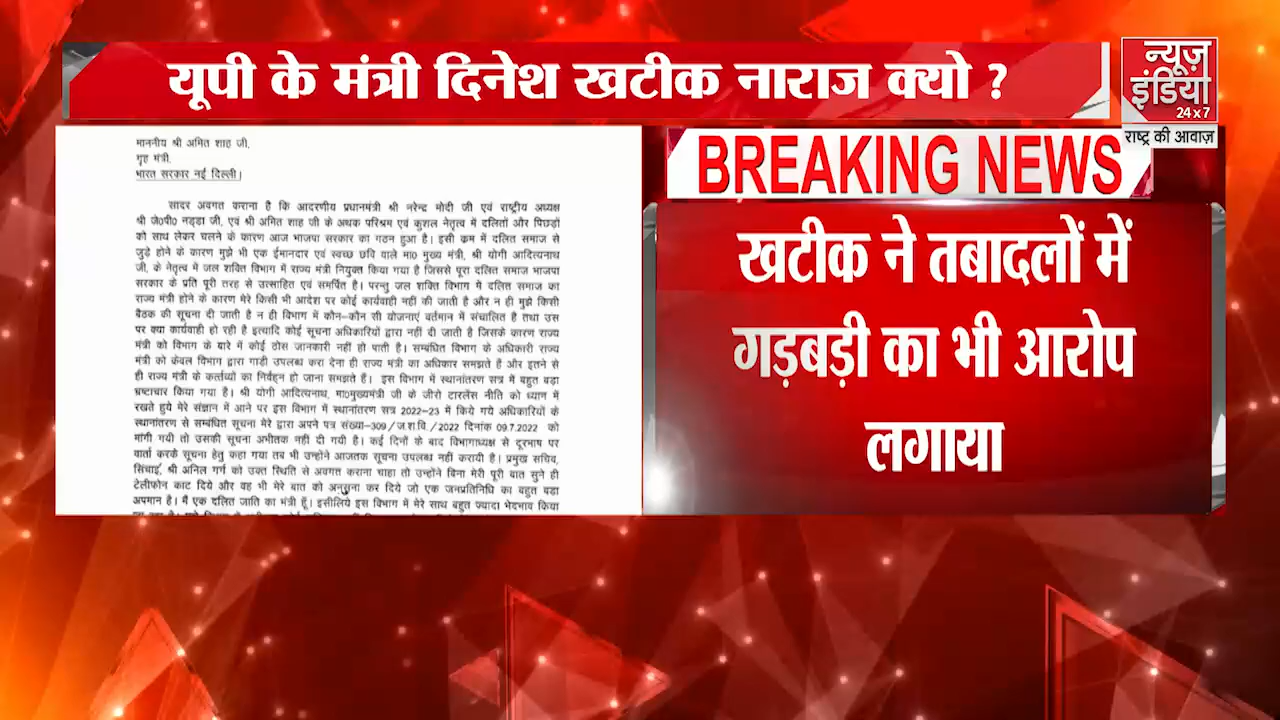 यूपी के मंत्री दिनेश खटीक नाराज क्यो ?
न्यूज़
इंडिया
24x7
राष्ट्र की आवाज़
माननीय श्री अमित शाह जी,
गृह मंत्री,
भारत सरकार नई दिल्ली।
सादर अवगत कराना है कि आदरणीय प्रधानमंत्री श्री नरेन्द्र मोदी जी एवं राष्ट्रीय अध्यक्ष
श्री जे0पी0 नड्डा जी, एवं श्री अमित शाह जी के अथक परिश्रम एवं कुशल नेतृत्व में दलितों और पिछड़ों
को साथ लेकर चलने के कारण आज भाजपा सरकार का गठन हुआ है। इसी क्रम में दलित समाज से
जुड़े होने के कारण मुझे भी एक ईमानदार एवं स्वच्छ छवि वाले मा0 मुख्य मंत्री, श्री योगी आदित्यनाथ
जी, के नेतृत्व में जल शक्ति विभाग में राज्य मंत्री नियुक्त किया गया है जिससे पूरा दलित समाज भाजपा
सरकार के प्रति पूरी तरह से उत्साहित एवं समर्पित है। परन्तु जल शक्ति विभाग में दलित समाज का
राज्य मंत्री होने के कारण मेरे किसी भी आदेश पर कोई कार्यवाही नहीं की जाती है और न ही मुझे किसी
बैठक की सूचना दी जाती है न ही विभाग में कौन-कौन सी योजनाएं वर्तमान में संचालित है तथा उस
पर क्या कार्यवाही हो रही है इत्यादि कोई सूचना अधिकारियों द्वारा नहीं दी जाती है जिसके कारण राज्य
मंत्री को विभाग के बारे में कोई ठोस जानकारी नहीं हो पाती है। सम्बंधित विभाग के अधिकारी राज्य
मंत्री को केवल विभाग द्वारा गाडी उपलब्ध करा देना ही राज्य मंत्री का अधिकार समझते है और इतने से
ही राज्य मंत्री के कर्त्तव्यों का निर्वहन हो जाना समझते हैं। इस विभाग में स्थानांतरण सत्र में बहुत बड़ा
भ्रष्टाचार किया गया है। श्री योगी आदित्यनाथ, मा0मुख्यमंत्री जी के जीरो टारलेंस नीति को ध्यान में
रखते हुये मेरे संज्ञान में आने पर इस विभाग में स्थानांतरण सत्र 2022-23 में किये गये अधिकारियों के
स्थानांतरण से सम्बंधित सूचना मेरे द्वारा अपने पत्र संख्या-309/ज.श.वि./2022 दिनांक 09.7.2022 को
मांगी गयी तो उसकी सूचना अभीतक नहीं दी गयी है। कई दिनों के बाद विभागाध्यक्ष से दूरभाष पर
वार्ता करके सूचना हेतु कहा गया तब भी उन्होने आजतक सूचना उपलब्ध नहीं करायी है। प्रमुख सचिव,
सिंचाई, श्री अनिल गर्ग को उक्त स्थिति से अवगत कराना चाहा तो उन्होंने बिना मेरी पूरी बात सुने ही
टेलीफोन काट दिये और वह भी मेरे बात को अनुसुना कर दिये जो एक जनप्रतिनिधि का बहुत बडा
अपमान है। मैं एक दलित जाति का मंत्री हूँ। इसीलिये इस विभाग में मेरे साथ बहुत ज्यादा भेदभाव किया
BREAKING NEWS
खटीक ने तबादलों में
गड़बड़ी का भी आरोप
लगाया